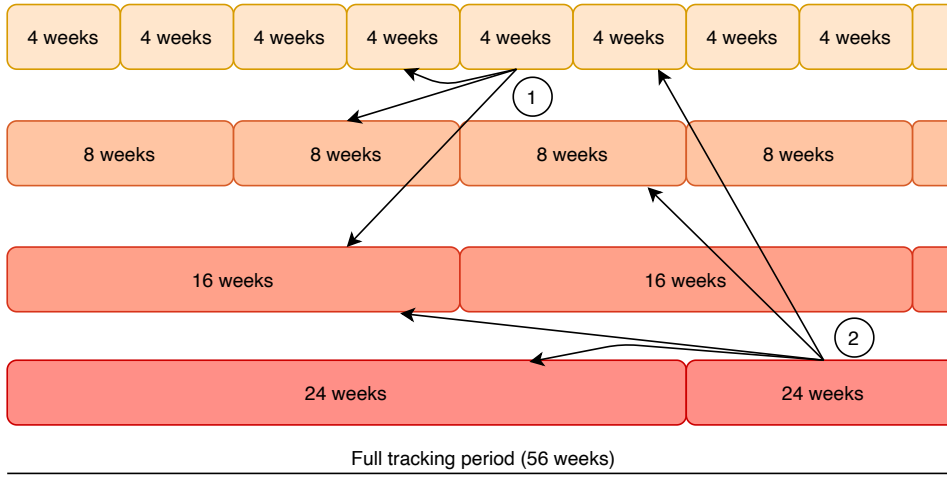 4 weeks 4 weeks 4 weeks 4 weeks 4 weeks 4 weeks 4 weeks 4 weeks
1
8 weeks 8 weeks 8 weeks 8 weeks
16 weeks 16 weeks
2
24 weeks 24 weeks
Full tracking period (56 weeks)